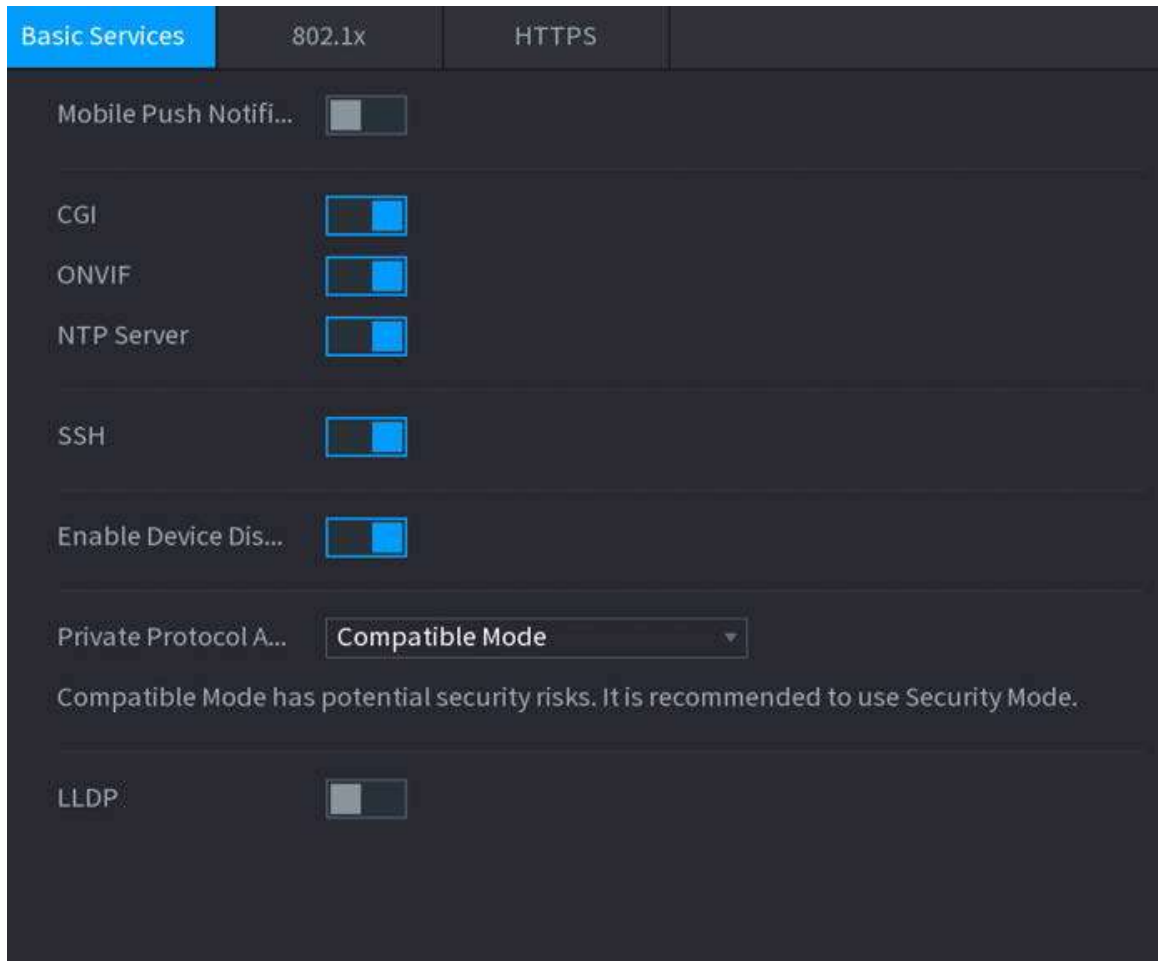 Basic Services 802.1x HTTPS
Mobile Push Notifi...
CGI
ONVIF
NTP Server
SSH
Enable Device Dis...
Private Protocol A... Compatible Mode
Compatible Mode has potential security risks. It is recommended to use Security Mode.
LLDP